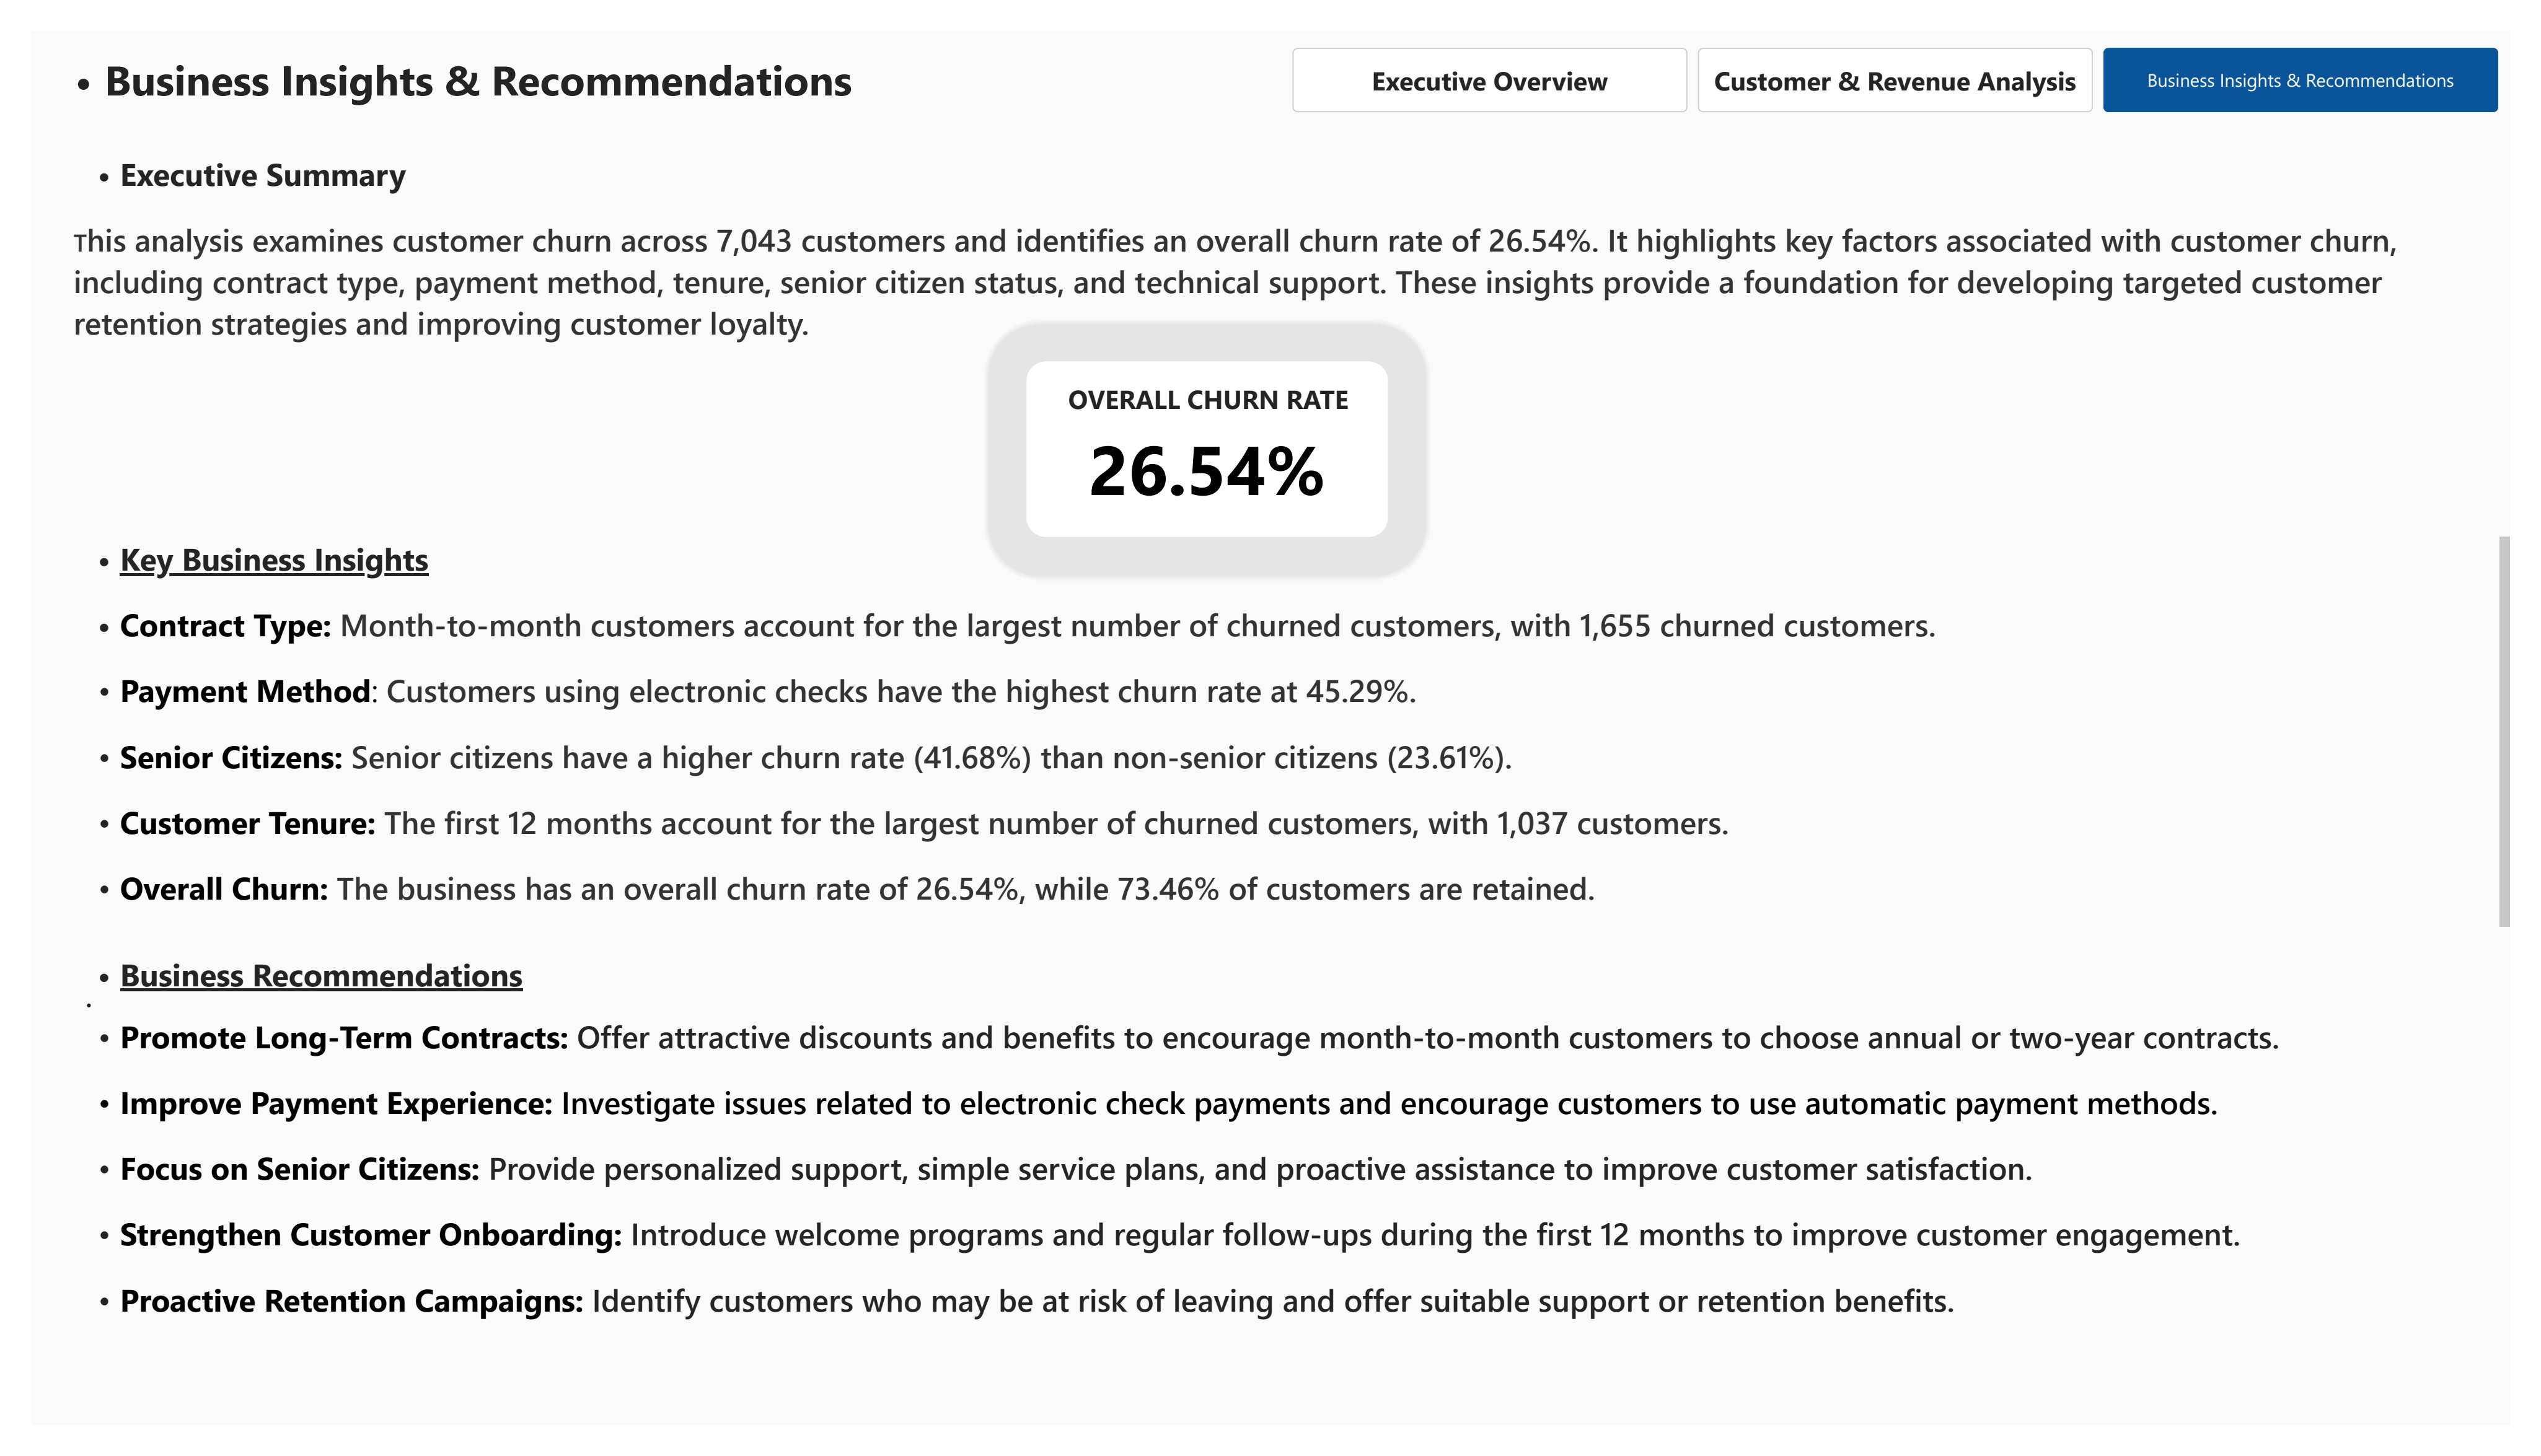 • Business Insights & Recommendations
Executive Overview
Customer & Revenue Analysis
Business Insights & Recommendations
• Executive Summary
This analysis examines customer churn across 7,043 customers and identifies an overall churn rate of 26.54%. It highlights key factors associated with customer churn,
including contract type, payment method, tenure, senior citizen status, and technical support. These insights provide a foundation for developing targeted customer
retention strategies and improving customer loyalty.
OVERALL CHURN RATE
26.54%
• Key Business Insights
• Contract Type: Month-to-month customers account for the largest number of churned customers, with 1,655 churned customers.
• Payment Method: Customers using electronic checks have the highest churn rate at 45.29%.
• Senior Citizens: Senior citizens have a higher churn rate (41.68%) than non-senior citizens (23.61%).
• Customer Tenure: The first 12 months account for the largest number of churned customers, with 1,037 customers.
• Overall Churn: The business has an overall churn rate of 26.54%, while 73.46% of customers are retained.
• Business Recommendations
•
• Promote Long-Term Contracts: Offer attractive discounts and benefits to encourage month-to-month customers to choose annual or two-year contracts.
• Improve Payment Experience: Investigate issues related to electronic check payments and encourage customers to use automatic payment methods.
• Focus on Senior Citizens: Provide personalized support, simple service plans, and proactive assistance to improve customer satisfaction.
• Strengthen Customer Onboarding: Introduce welcome programs and regular follow-ups during the first 12 months to improve customer engagement.
• Proactive Retention Campaigns: Identify customers who may be at risk of leaving and offer suitable support or retention benefits.